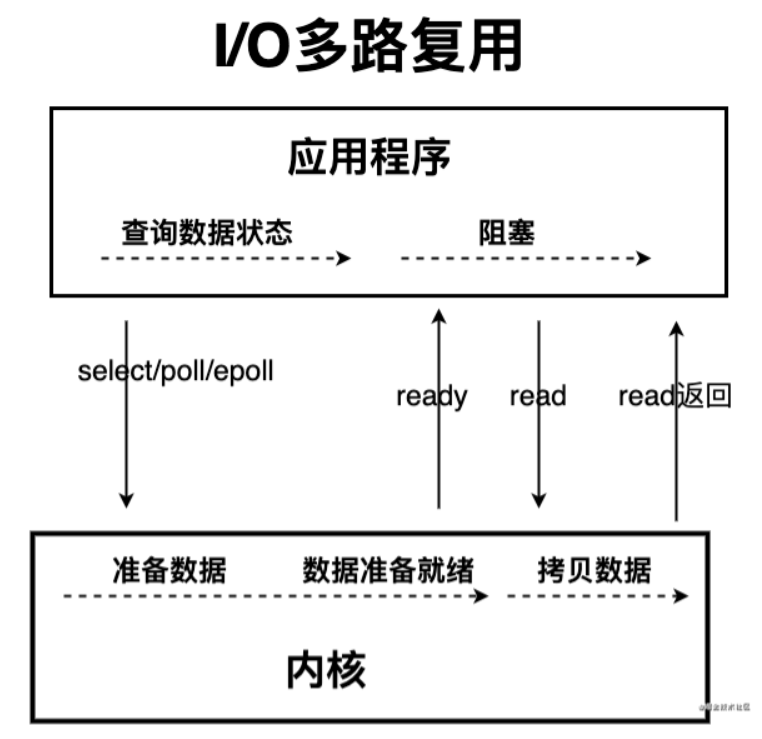 I/O多路复用
应用程序
查询数据状态
阻塞
select/poll/epoll
ready
read
read返回
准备数据
数据准备就绪
拷贝数据
内核